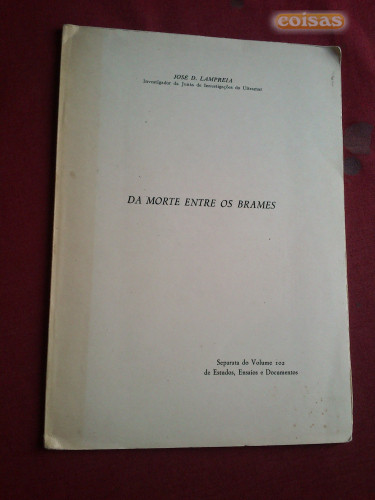 coisas
JOSÉ D. LAMPREIA
Investigador da Junta de Investigações do Ultramar
DA MORTE ENTRE OS BRAMES
Separata do Volume 102
de Estudos, Ensaios e Documentos